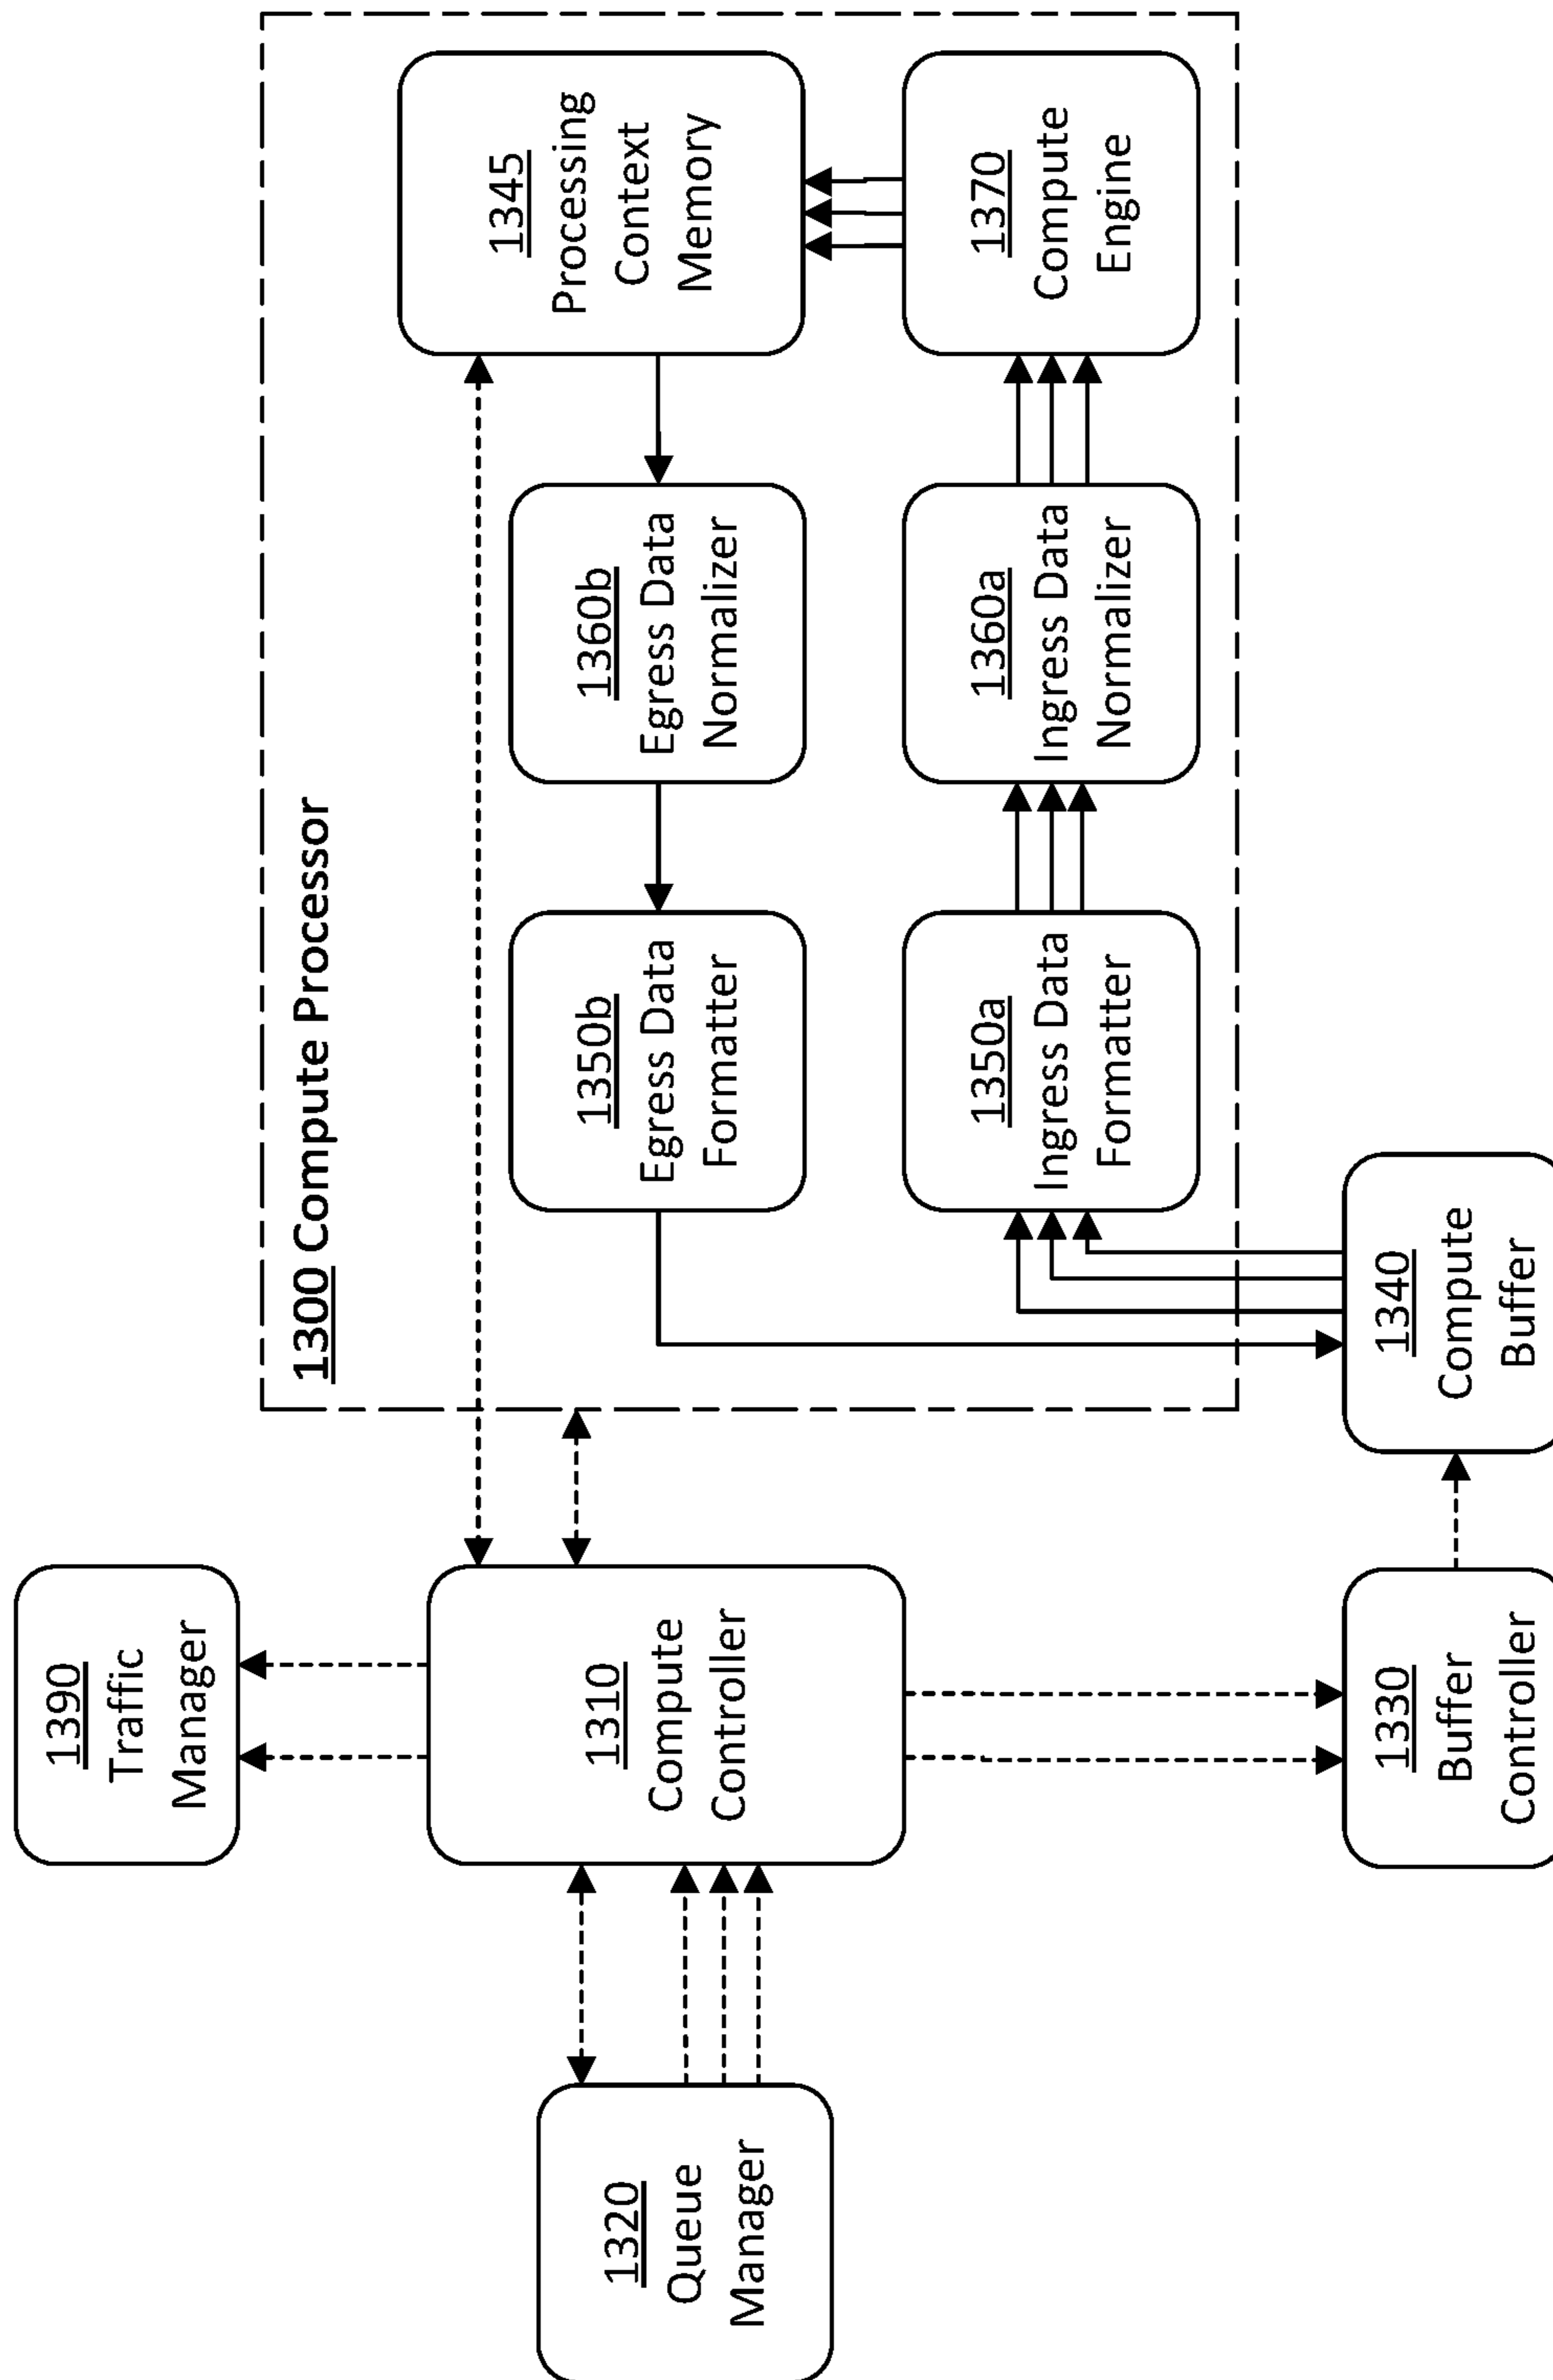 1390
Traffic
Manager
1300 Compute Processor
1320
Queue
Manager
1310
Compute
Controller
1350b
Egress Data
Formatter
1360b
Egress Data
Normalizer
1345
Processing
Context
Memory
1350a
Ingress Data
Formatter
1360a
Ingress Data
Normalizer
1370
Compute
Engine
1330
Buffer
Controller
1340
Compute
Buffer